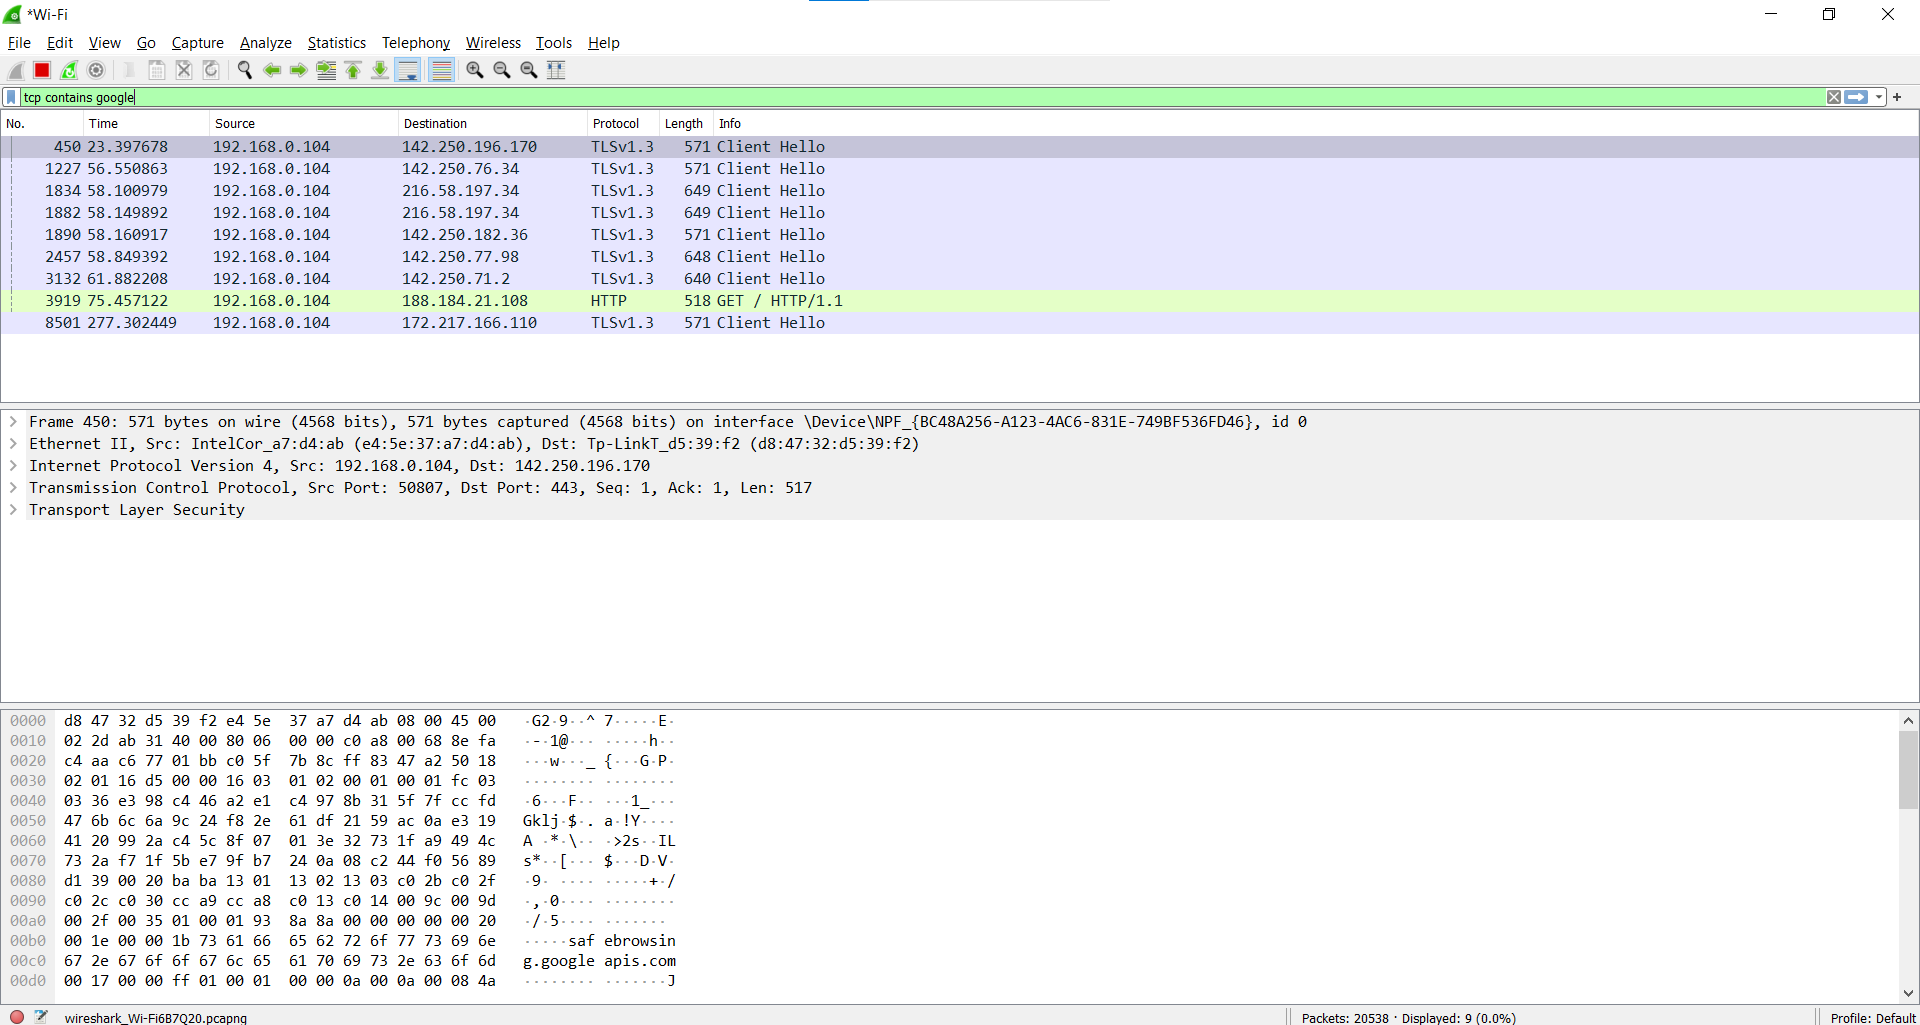 *Wi-Fi
File Edit View Go Capture Analyze Statistics Telephony Wireless Tools Help
tcp contains google
No. Time Source Destination Protocol Length Info
450 23.397678 192.168.0.104 142.250.196.170 TLSv1.3 571 Client Hello
1227 56.550863 192.168.0.104 142.250.76.34 TLSv1.3 571 Client Hello
1834 58.100979 192.168.0.104 216.58.197.34 TLSv1.3 649 Client Hello
1882 58.149892 192.168.0.104 216.58.197.34 TLSv1.3 649 Client Hello
1890 58.160917 192.168.0.104 142.250.182.36 TLSv1.3 571 Client Hello
2457 58.849392 192.168.0.104 142.250.77.98 TLSv1.3 648 Client Hello
3132 61.882208 192.168.0.104 142.250.71.2 TLSv1.3 640 Client Hello
3919 75.457122 192.168.0.104 188.184.21.108 HTTP 518 GET / HTTP/1.1
8501 277.302449 192.168.0.104 172.217.166.110 TLSv1.3 571 Client Hello
Frame 450: 571 bytes on wire (4568 bits), 571 bytes captured (4568 bits) on interface \Device\NPF_{BC48A256-A123-4AC6-831E-749BF536FD46}, id 0
Ethernet II, Src: IntelCor_a7:d4:ab (e4:5e:37:a7:d4:ab), Dst: Tp-LinkT_d5:39:f2 (d8:47:32:d5:39:f2)
Internet Protocol Version 4, Src: 192.168.0.104, Dst: 142.250.196.170
Transmission Control Protocol, Src Port: 50807, Dst Port: 443, Seq: 1, Ack: 1, Len: 517
Transport Layer Security
0000 d8 47 32 d5 39 f2 e4 5e 37 a7 d4 ab 08 00 45 00 ·G2·9··^ 7·····E·
0010 02 2d ab 31 40 00 80 06 00 00 c0 a8 00 68 8e fa ·-·1@··· ·····h··
0020 c4 aa c6 77 01 bb c0 5f 7b 8c ff 83 47 a2 50 18 ···w···_ {···G·P·
0030 02 01 16 d5 00 00 16 03 01 02 00 01 00 01 fc 03 ········ ········
0040 03 36 e3 98 c4 46 a2 e1 c4 97 8b 31 5f 7f cc fd ·6···F·· ···1_···
0050 47 6b 6c 6a 9c 24 f8 2e 61 df 21 59 ac 0a e3 19 Gklj·$·. a·!Y····
0060 41 20 99 2a c4 5c 8f 07 01 3e 32 73 1f a9 49 4c A ·*·\·· ·>2s··IL
0070 73 2a f7 1f 5b e7 9f b7 24 0a 08 c2 44 f0 56 89 s*··[··· $···D·V·
0080 d1 39 00 20 ba ba 13 01 13 02 13 03 c0 2b c0 2f ·9· ···· ·····+·/
0090 c0 2c c0 30 cc a9 cc a8 c0 13 c0 14 00 9c 00 9d ·,·0···· ········
00a0 00 2f 00 35 01 00 01 93 8a 8a 00 00 00 00 00 20 ·/·5···· ·······
00b0 00 1e 00 00 1b 73 61 66 65 62 72 6f 77 73 69 6e ·····saf ebrowsin
00c0 67 2e 67 6f 6f 67 6c 65 61 70 69 73 2e 63 6f 6d g.google apis.com
00d0 00 17 00 00 ff 01 00 01 00 00 0a 00 0a 00 08 4a ········ ·······J
wireshark_Wi-Fi6B7Q20.pcapng Packets: 20538 · Displayed: 9 (0.0%) Profile: Default